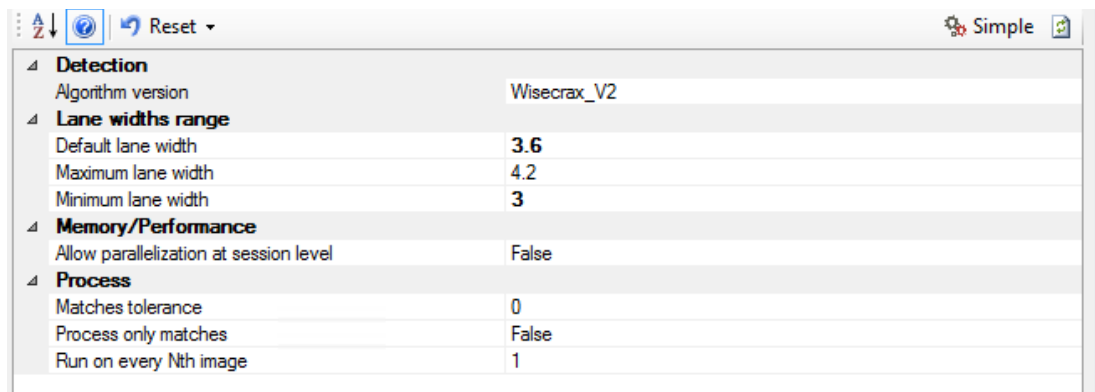 Reset Simple
Detection
Algorithm version Wisecrax_V2
Lane widths range
Default lane width 3.6
Maximum lane width 4.2
Minimum lane width 3
Memory/Performance
Allow parallelization at session level False
Process
Matches tolerance 0
Process only matches False
Run on every Nth image 1